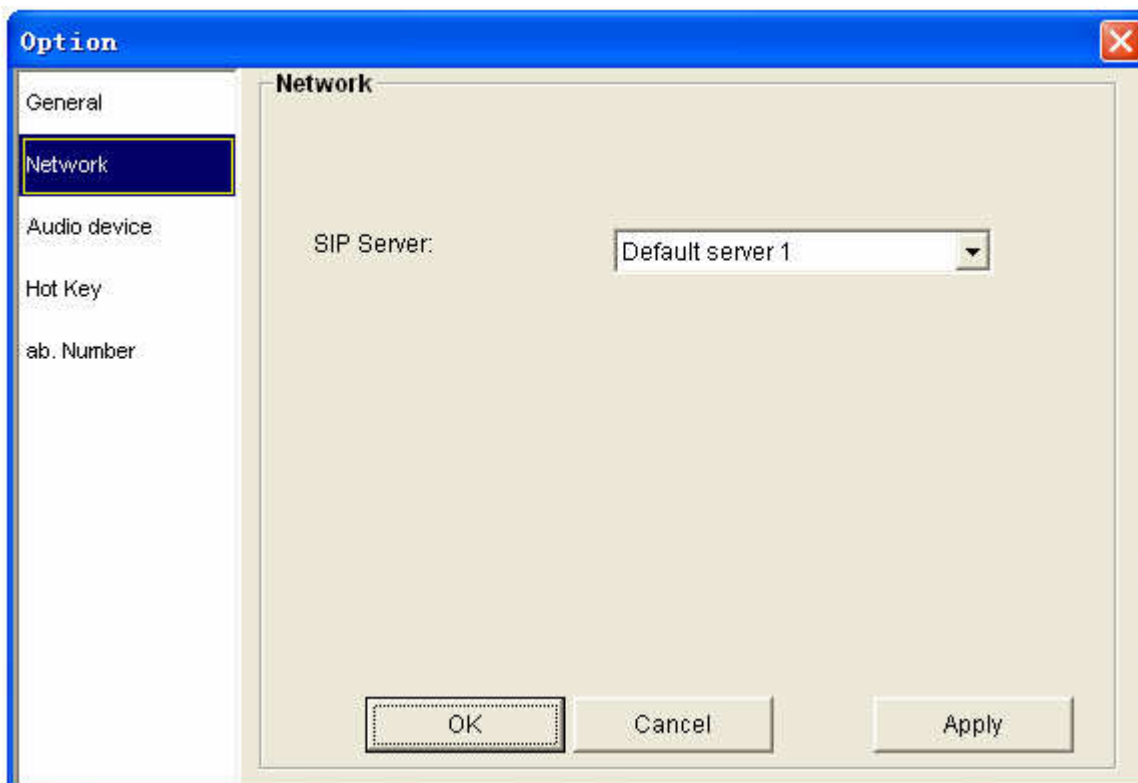 Option
General
Network
Audio device
Hot Key
ab. Number
Network
SIP Server:
Default server 1
OK
Cancel
Apply